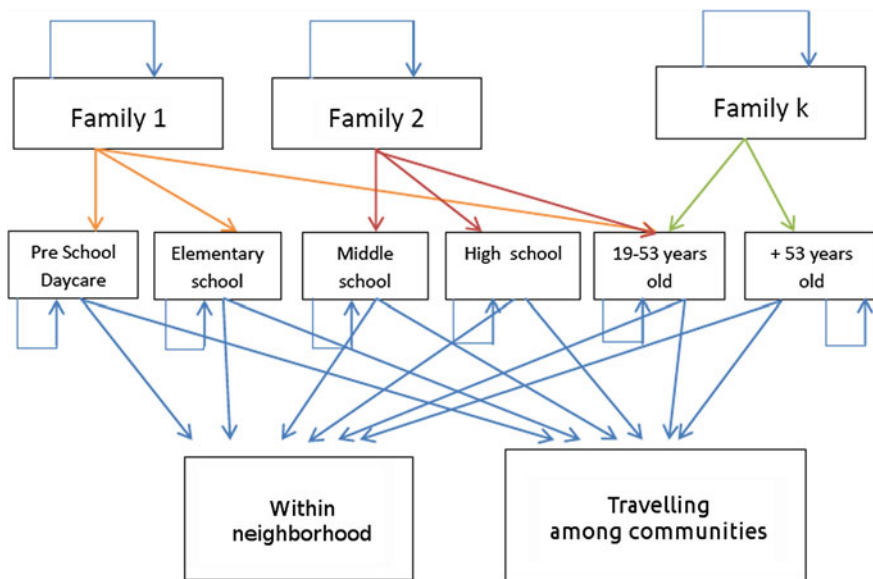 Family 1
Family 2
Family k
Pre School
Daycare
Elementary
school
Middle
school
High school
19-53 years
old
+ 53 years
old
Within
neighborhood
Travelling
among communities